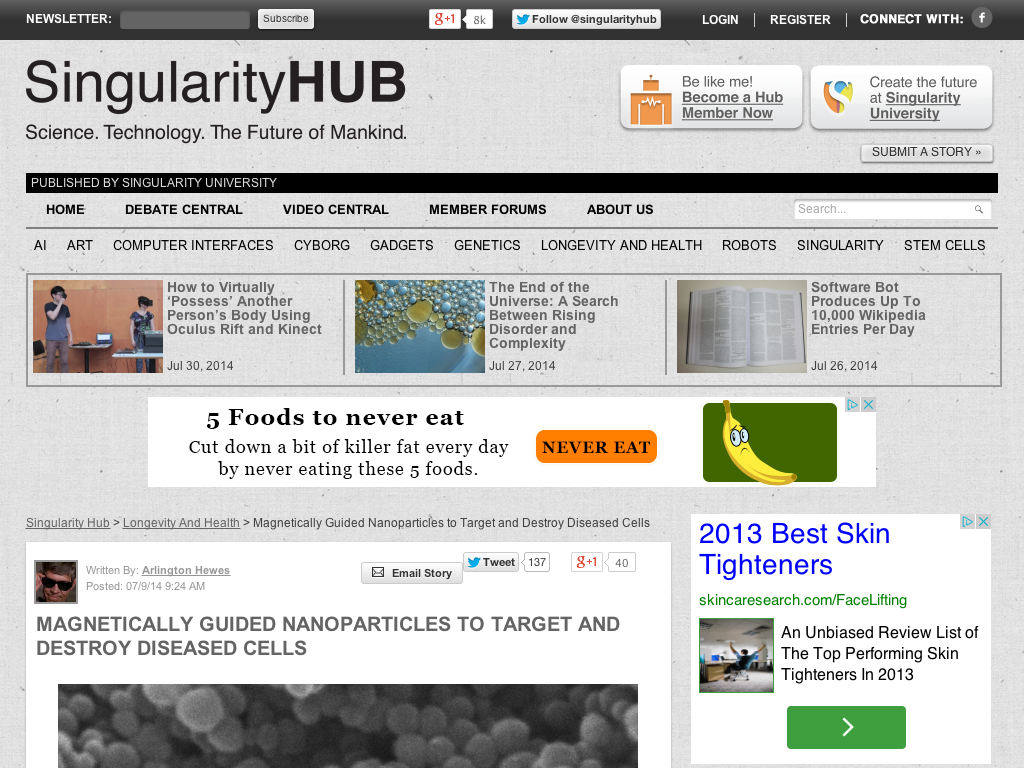 NEWSLETTER:
Subscribe
g+1 8k
Follow @singularityhub
LOGIN
REGISTER
CONNECT WITH:
SingularityHUB
Science. Technology. The Future of Mankind.
Be like me!
Become a Hub
Member Now
Create the future
at Singularity
University
SUBMIT A STORY »
PUBLISHED BY SINGULARITY UNIVERSITY
HOME DEBATE CENTRAL VIDEO CENTRAL MEMBER FORUMS ABOUT US
Search...
AI ART COMPUTER INTERFACES CYBORG GADGETS GENETICS LONGEVITY AND HEALTH ROBOTS SINGULARITY STEM CELLS
How to Virtually
‘Possess’ Another
Person’s Body Using
Oculus Rift and Kinect
Jul 30, 2014
The End of the
Universe: A Search
Between Rising
Disorder and
Complexity
Jul 27, 2014
Software Bot
Produces Up To
10,000 Wikipedia
Entries Per Day
Jul 26, 2014
5 Foods to never eat
Cut down a bit of killer fat every day
by never eating these 5 foods.
NEVER EAT
Singularity Hub > Longevity And Health > Magnetically Guided Nanoparticles to Target and Destroy Diseased Cells
Written By: Arlington Hewes
Posted: 07/9/14 9:24 AM
Email Story
Tweet 137
g+1 40
MAGNETICALLY GUIDED NANOPARTICLES TO TARGET AND
DESTROY DISEASED CELLS
2013 Best Skin
Tighteners
skincaresearch.com/FaceLifting
An Unbiased Review List of
The Top Performing Skin
Tighteners In 2013